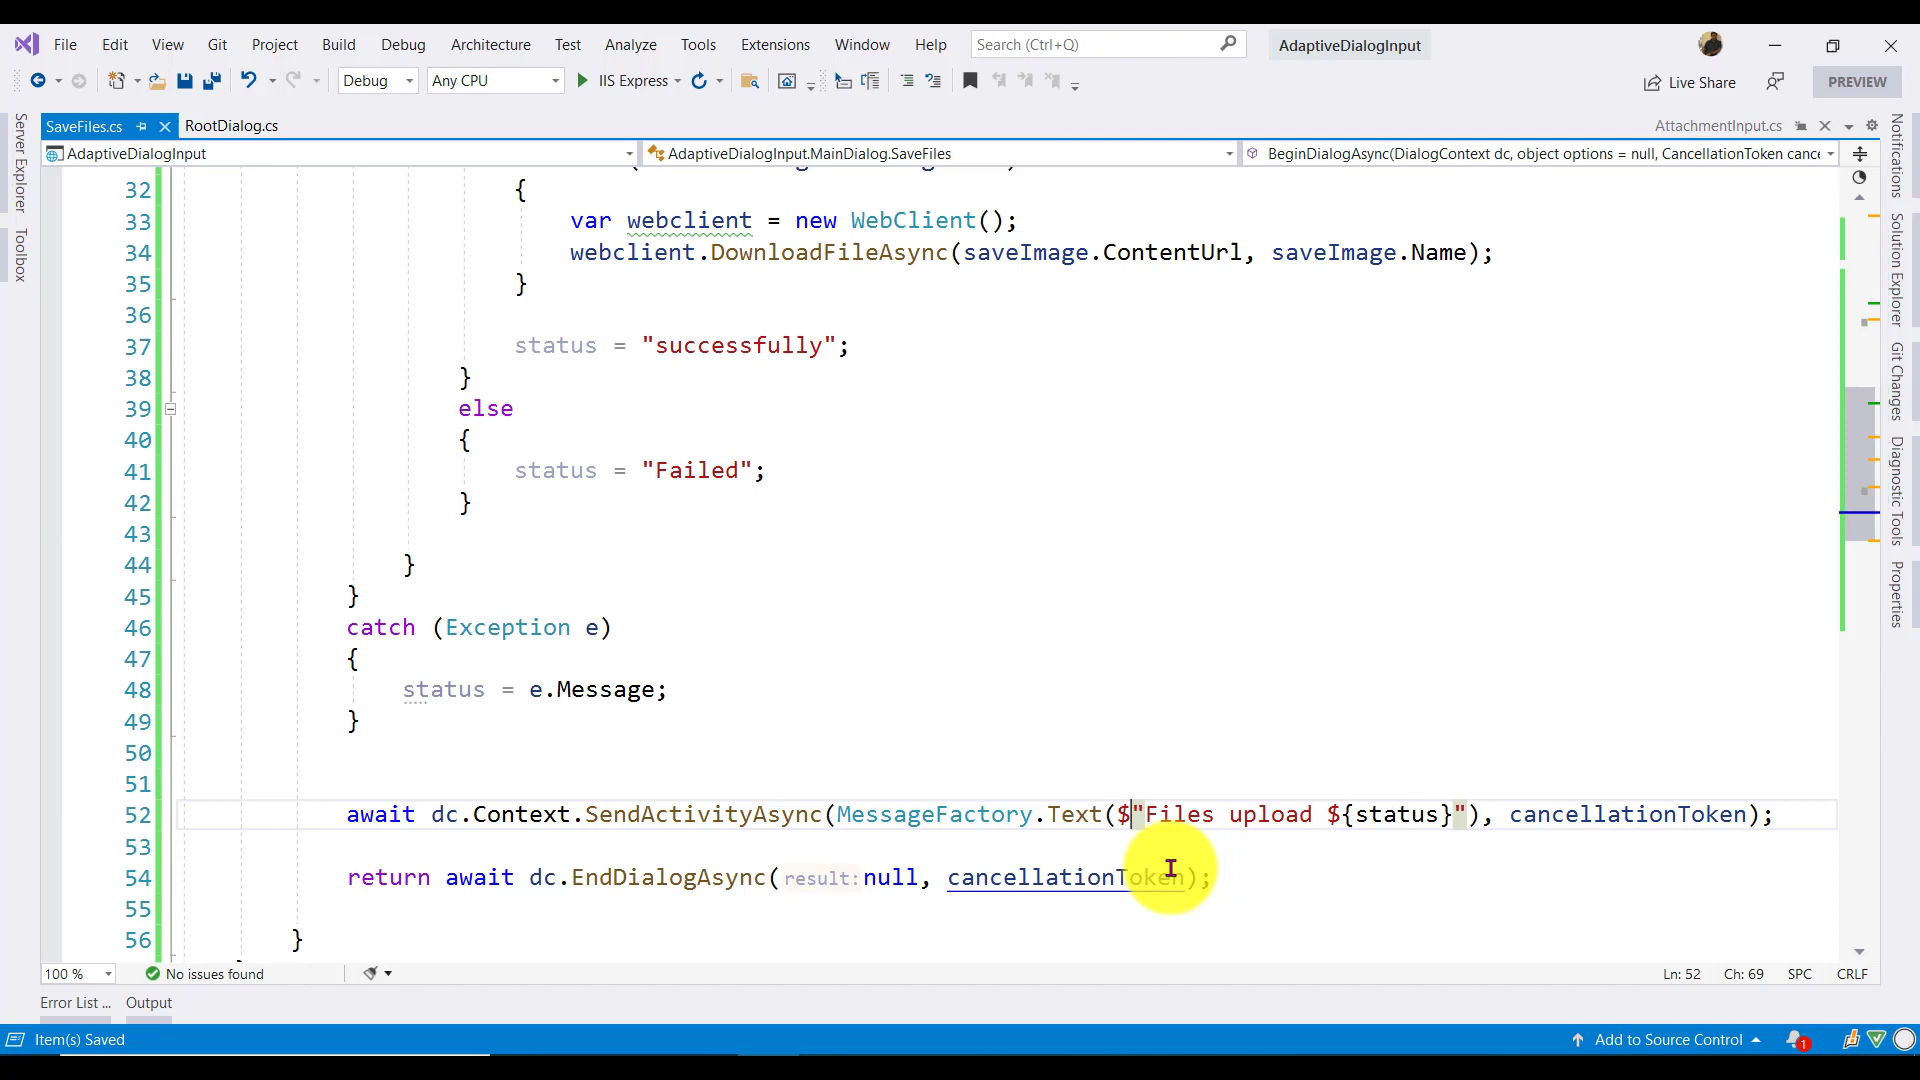 File Edit View Git Project Build Debug Test Analyze Tools Extensions Window Help Search (Ctrl+Q) AdaptiveDialogInput
Debug Any CPU IIS Express Live Share PREVIEW
SaveFiles.cs RootDialog.cs AttachmentInput.cs
AdaptiveDialogInput AdaptiveDialogInput.MainDialog.SaveFiles BeginDialogAsync(DialogContext dc, object options = null, CancellationToken cance
Server Explorer
Toolbox
32 {
33 var webclient = new WebClient();
34 webclient.DownloadFileAsync(saveImage.ContentUrl, saveImage.Name);
35 }
36
37 status = "successfully";
38 }
39 else
40 {
41 status = "Failed";
42 }
43
44 }
45 }
46 catch (Exception e)
47 {
48 status = e.Message;
49 }
50
51
52 await dc.Context.SendActivityAsync(MessageFactory.Text($"Files upload ${status}"), cancellationToken);
53
54 return await dc.EndDialogAsync(result:null, cancellationToken);
55
56 }
Notifications
Solution Explorer
Git Changes
Diagnostic Tools
Properties
100 % No issues found Ln: 52 Ch: 69 SPC CRLF
Error List ... Output
Item(s) Saved Add to Source Control 1